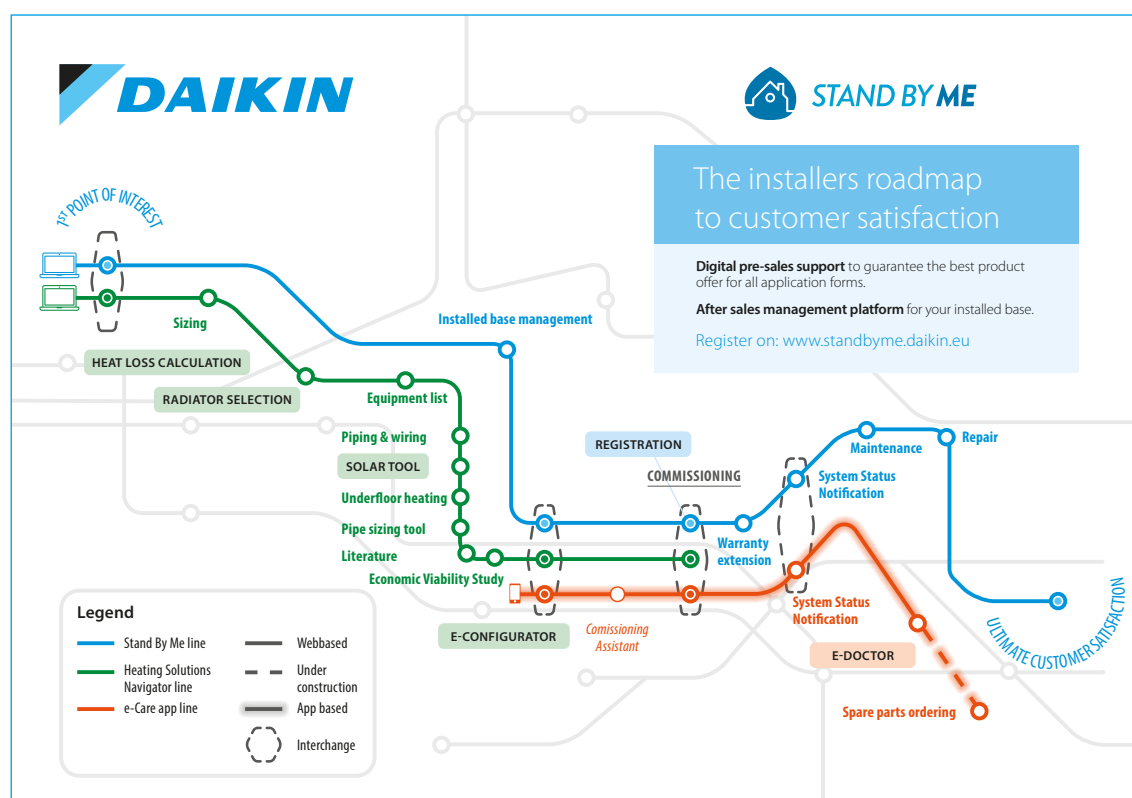 DAIKIN
STAND BY ME
The installers roadmap
to customer satisfaction
Digital pre-sales support to guarantee the best product
offer for all application forms.
After sales management platform for your installed base.
Register on: www.standbyme.daikin.eu
1ST POINT OF INTEREST
Sizing
HEAT LOSS CALCULATION
RADIATOR SELECTION
Equipment list
Installed base management
Piping & wiring
SOLAR TOOL
Underfloor heating
Pipe sizing tool
Literature
Economic Viability Study
REGISTRATION
COMMISSIONING
Warranty
extension
System Status
Notification
Maintenance
Repair
E-CONFIGURATOR
Comissioning
Assistant
System Status
Notification
E-DOCTOR
Spare parts ordering
ULTIMATE CUSTOMER SATISFACTION
Legend
Stand By Me line
Heating Solutions
Navigator line
e-Care app line
Webbased
Under
construction
App based
Interchange